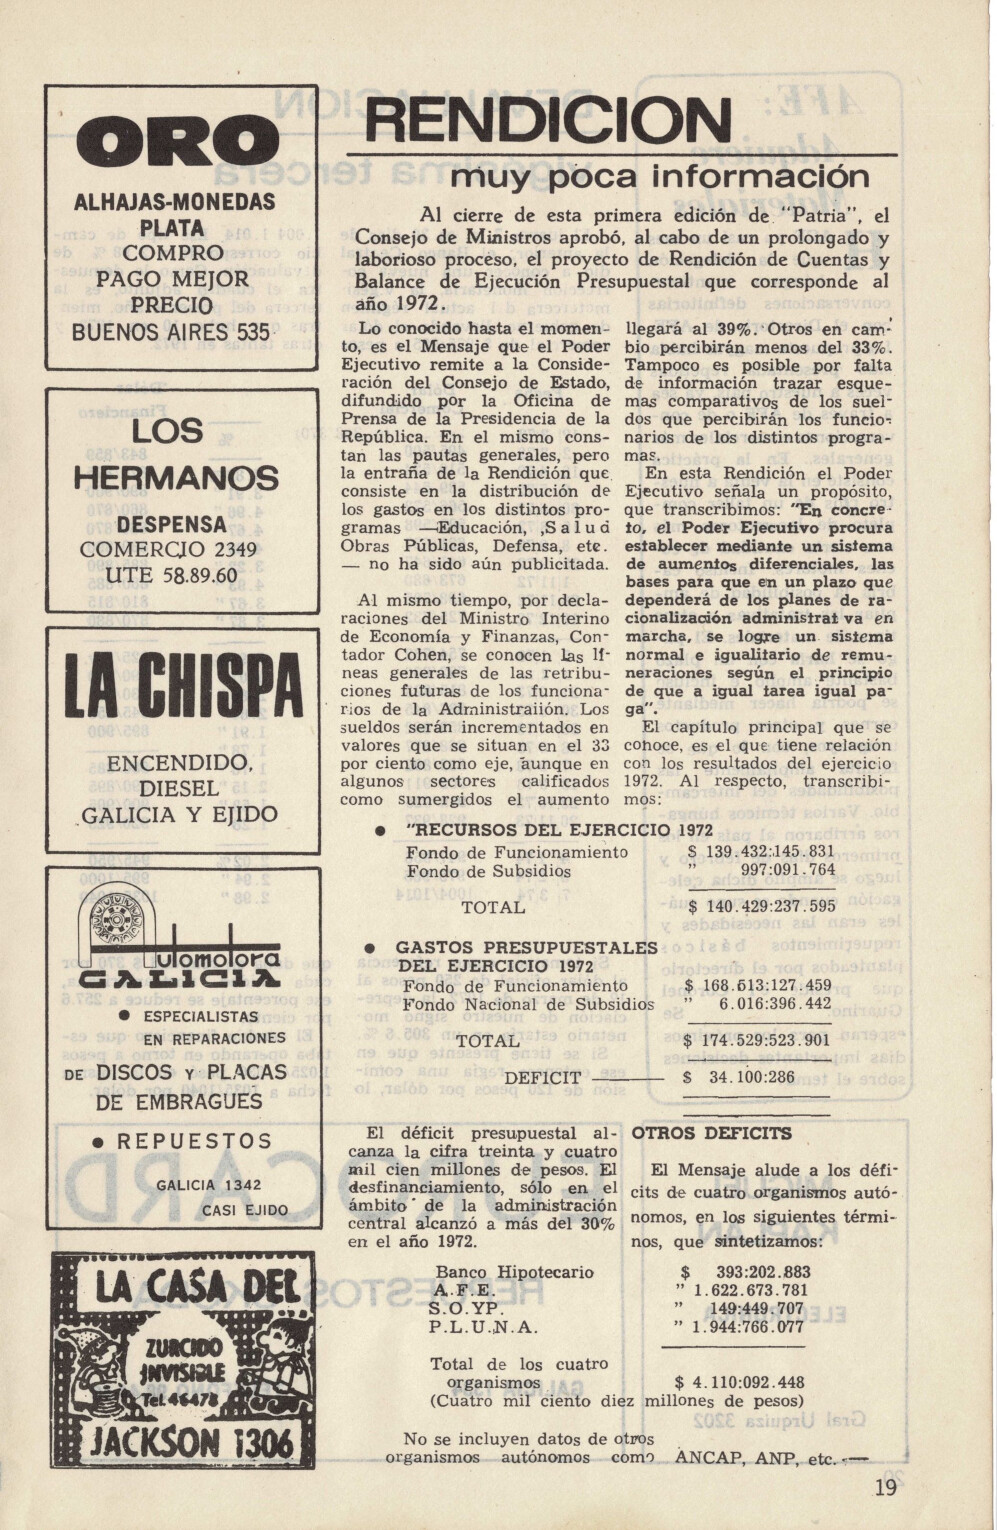 ORO
ALHAJAS-MONEDAS
PLATA
COMPRO
PAGO MEJOR
PRECIO
BUENOS AIRES 535
LOS
HERMANOS
DESPENSA
COMERCIO 2349
UTE 58.89.60
LA CHISPA
ENCENDIDO,
DIESEL
GALICIA Y EJIDO
Automotora
GALICIA
● ESPECIALISTAS
EN REPARACIONES
DE DISCOS Y PLACAS
DE EMBRAGUES
● REPUESTOS
GALICIA 1342
CASI EJIDO
LA CASA DEL
ZURCIDO
INVISIBLE
Tel. 46478
JACKSON 1306
RENDICION
muy poca información
Al cierre de esta primera edición de "Patria", el
Consejo de Ministros aprobó, al cabo de un prolongado y
laborioso proceso, el proyecto de Rendición de Cuentas y
Balance de Ejecución Presupuestal que corresponde al
año 1972.
Lo conocido hasta el momen-
to, es el Mensaje que el Poder
Ejecutivo remite a la Conside-
ración del Consejo de Estado,
difundido por la Oficina de
Prensa de la Presidencia de la
República. En el mismo cons-
tan las pautas generales, pero
la entraña de la Rendición que
consiste en la distribución de
los gastos en los distintos pro-
gramas —Educación, ,Salud
Obras Públicas, Defensa, etc.
— no ha sido aún publicitada.
Al mismo tiempo, por decla-
raciones del Ministro Interino
de Economía y Finanzas, Con-
tador Cohen, se conocen las lí-
neas generales de las retribu-
ciones futuras de los funciona-
rios de la Administraiión. Los
sueldos serán incrementados en
valores que se situan en el 33
por ciento como eje, aunque en
algunos sectores calificados
como sumergidos el aumento
llegará al 39%. Otros en cam-
bio percibirán menos del 33%.
Tampoco es posible por falta
de información trazar esque-
mas comparativos de los suel-
dos que percibirán los funcio-
narios de los distintos progra-
mas.
En esta Rendición el Poder
Ejecutivo señala un propósito,
que transcribimos: "En concre-
to, el Poder Ejecutivo procura
establecer mediante un sistema
de aumentos diferenciales, las
bases para que en un plazo que
dependerá de los planes de ra-
cionalización administrat va en
marcha, se logre un sistema
normal e igualitario de remu-
neraciones según el principio
de que a igual tarea igual pa-
ga".
El capítulo principal que se
cohoce, es el que tiene relación
con los resultados del ejercicio
1972. Al respecto, transcribi-
mos:
● "RECURSOS DEL EJERCICIO 1972
Fondo de Funcionamiento $ 139.432:145.831
Fondo de Subsidios " 997:091.764
TOTAL $ 140.429:237.595
● GASTOS PRESUPUESTALES
DEL EJERCICIO 1972
Fondo de Funcionamiento $ 168.513:127.459
Fondo Nacional de Subsidios " 6.016:396.442
TOTAL $ 174.529:523.901
DEFICIT ——— $ 34.100:286
El déficit presupuestal al-
canza la cifra treinta y cuatro
mil cien millones de pesos. El
desfinanciamiento, sólo en el
ámbito de la administración
central alcanzó a más del 30%
en el año 1972.
OTROS DEFICITS
El Mensaje alude a los défi-
cits de cuatro organismos autó-
nomos, en los siguientes térmi-
nos, que sintetizamos:
Banco Hipotecario $ 393:202.883
A.F.E. " 1.622.673.781
S.O.YP. " 149:449.707
P.L.U.N.A. " 1.944:766.077
Total de los cuatro
organismos $ 4.110:092.448
(Cuatro mil ciento diez millones de pesos)
No se incluyen datos de otros
organismos autónomos como ANCAP, ANP, etc. —
19